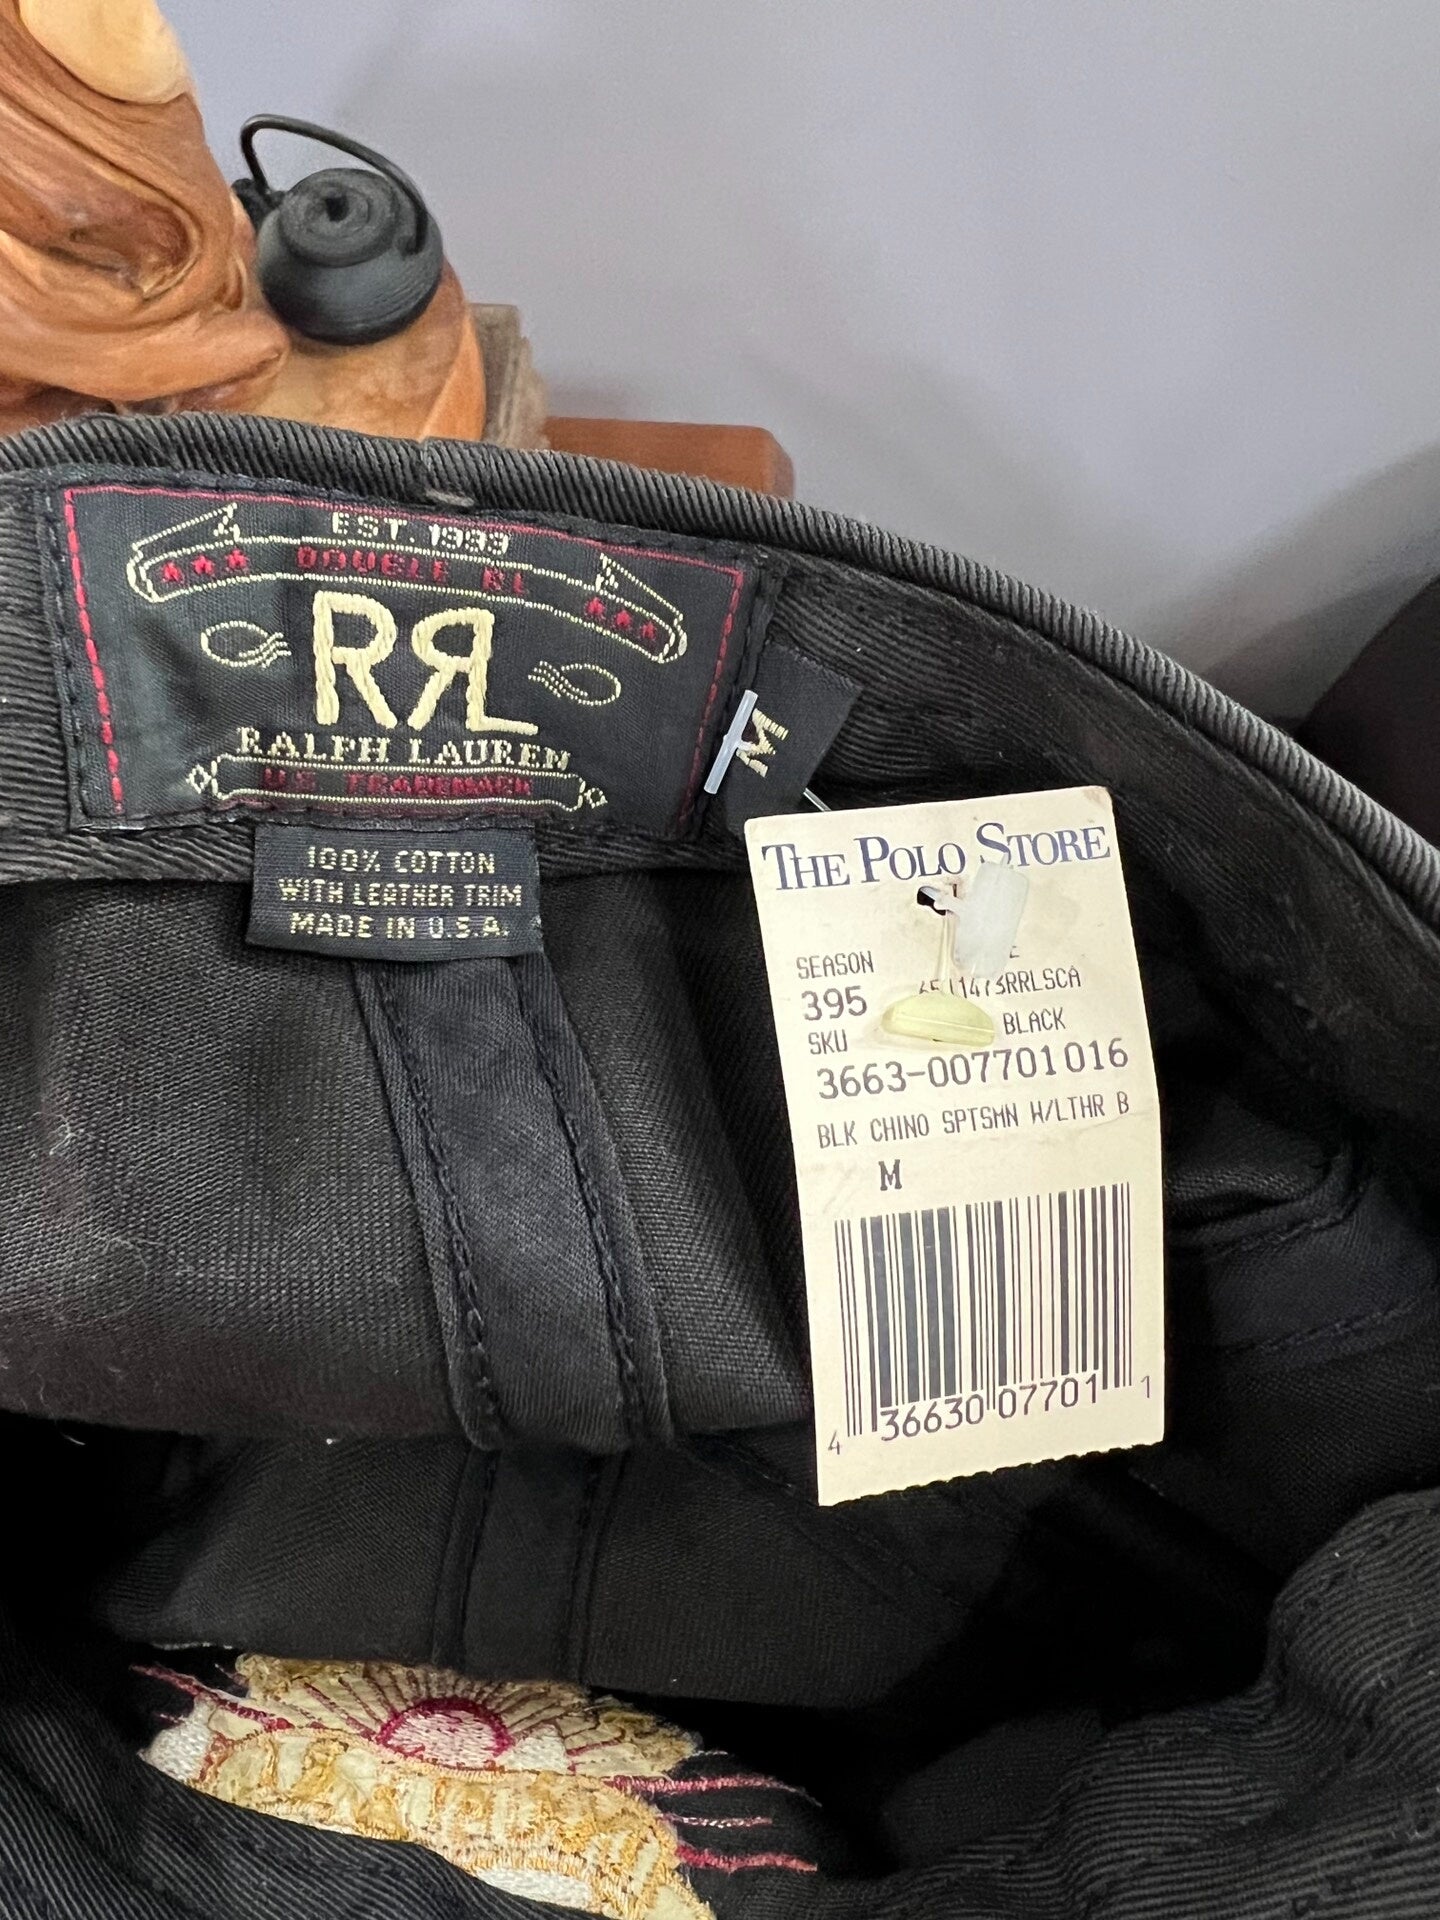 EST. 1993
DOUBLE RL
RRL
RALPH LAUREN
U.S. TRADEMARK
M
100% COTTON
WITH LEATHER TRIM
MADE IN U.S.A.
THE POLO STORE
SEASON
395
BLACK
SKU
3663-007701016
BLK CHINO SPTSMN W/LTHR B
M
4 36630 07701 1